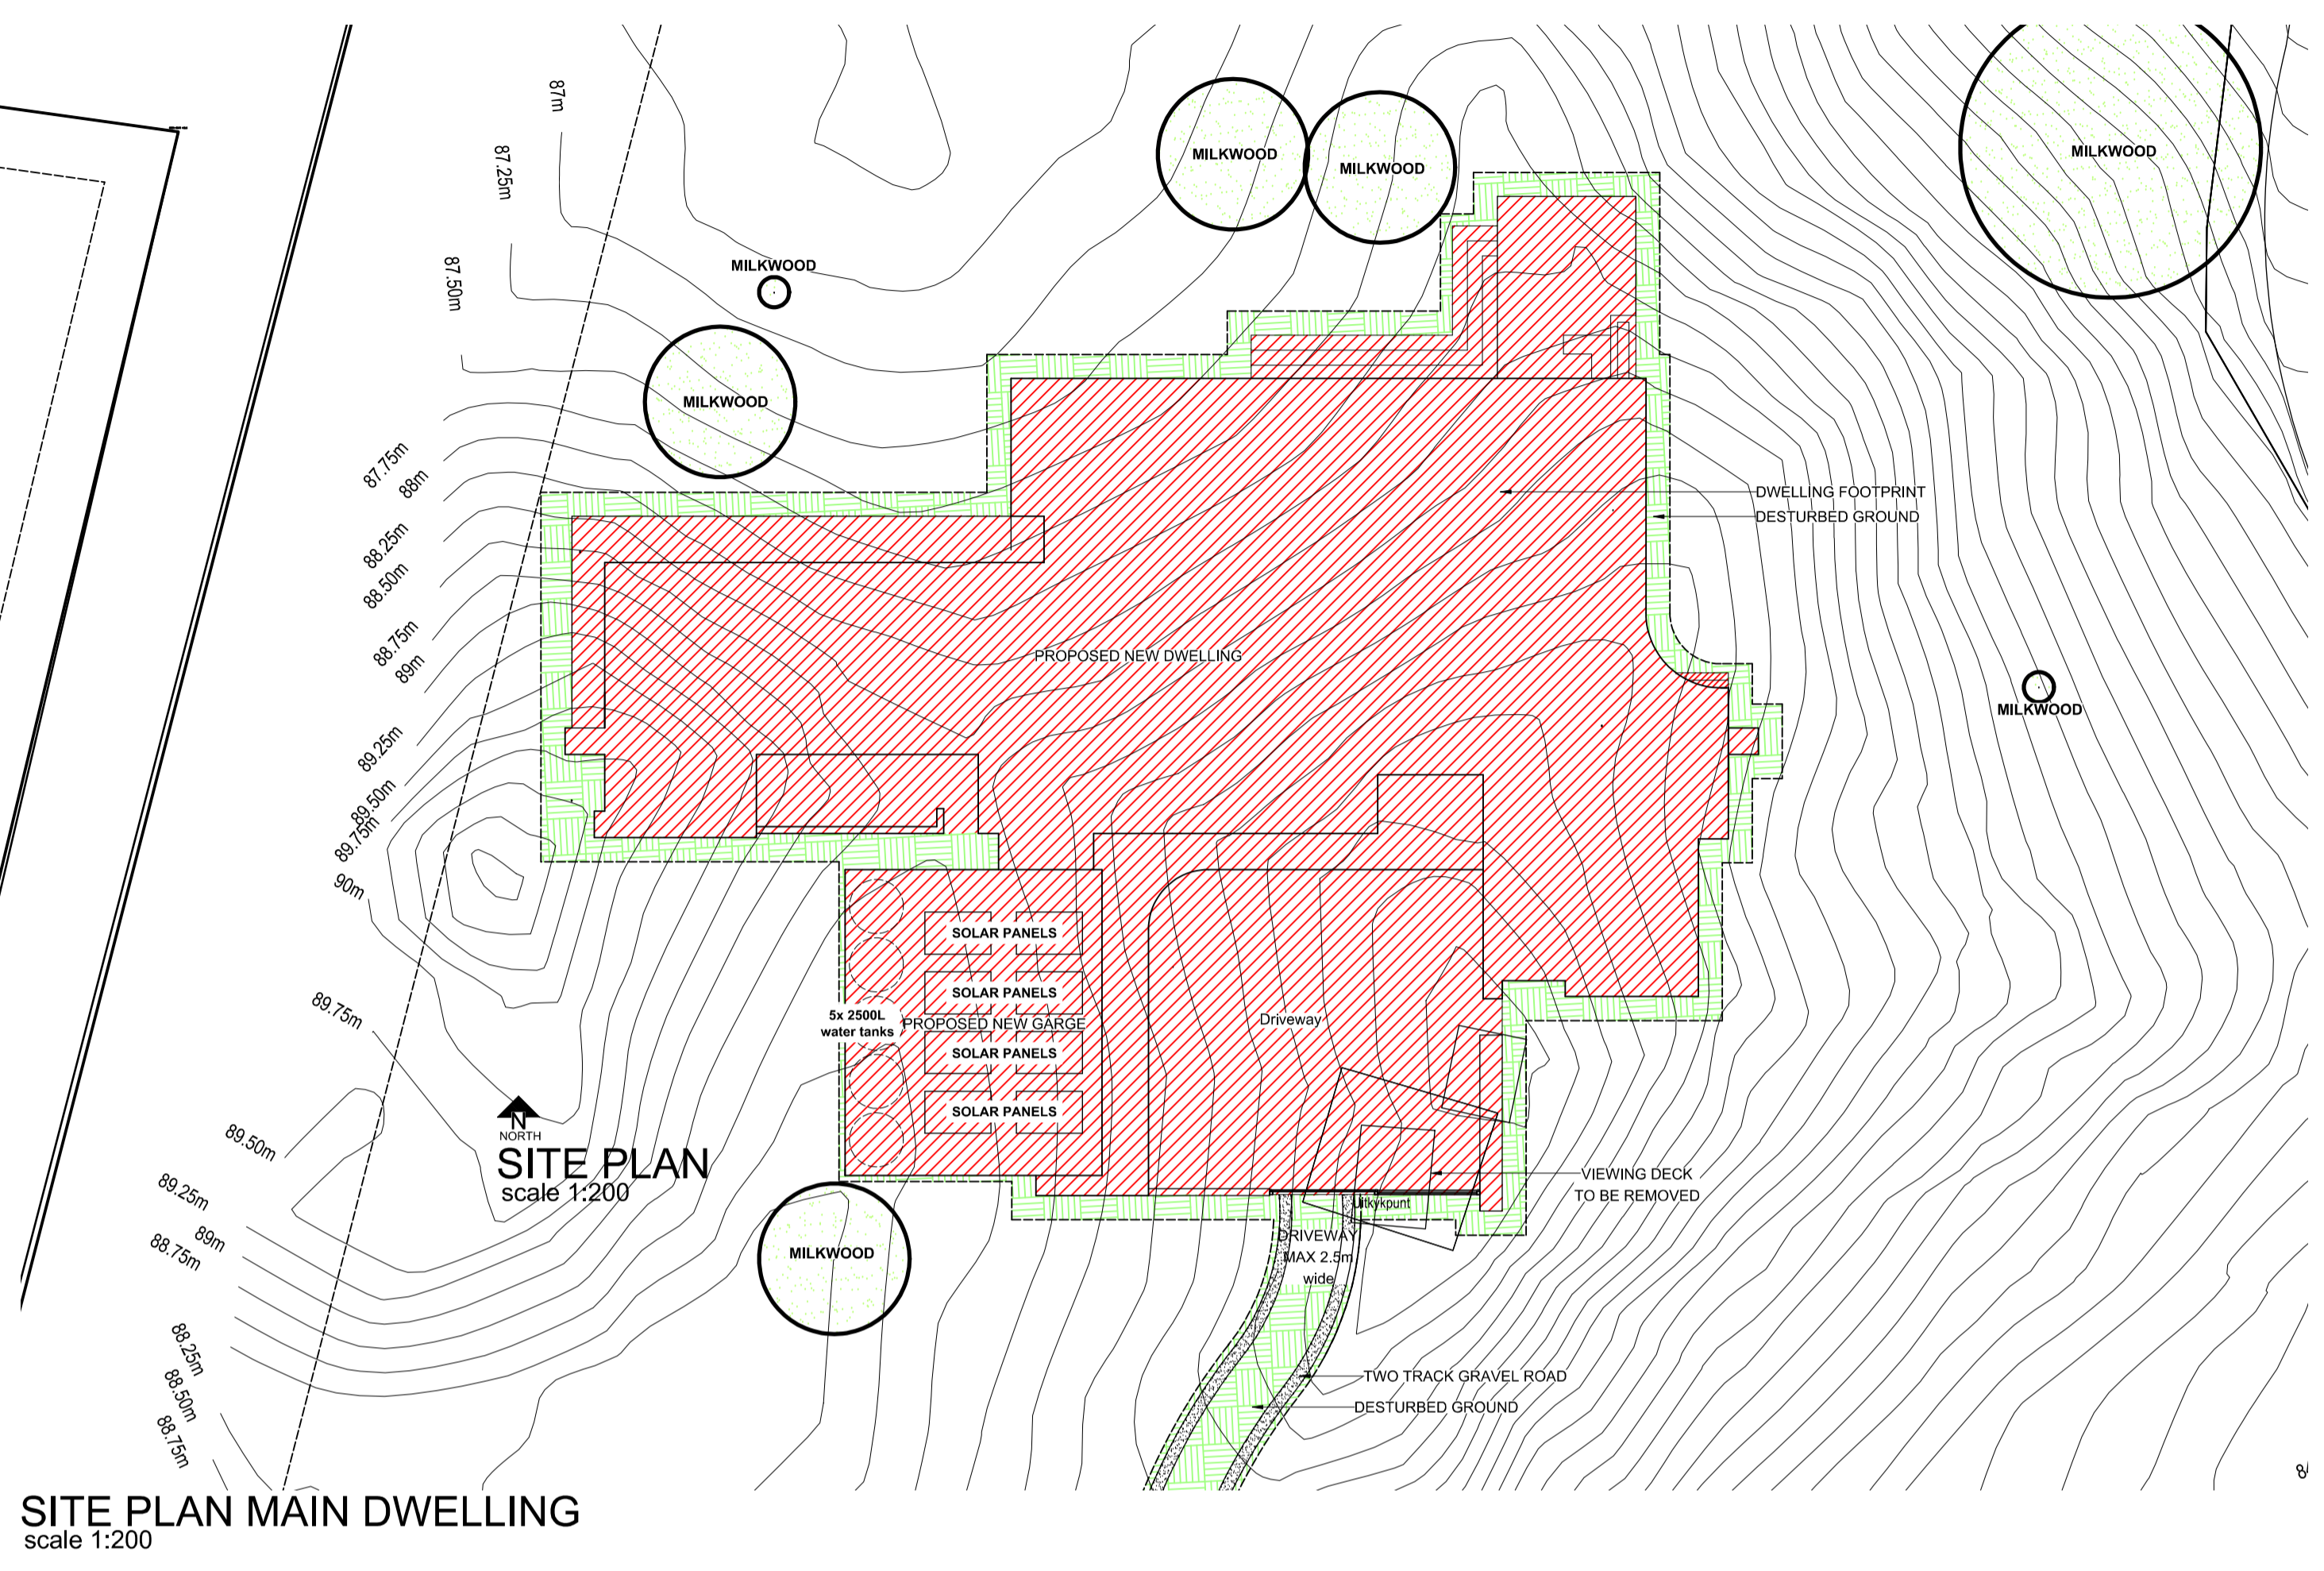 87m
87.25m
87.50m
MILKWOOD
MILKWOOD
MILKWOOD
MILKWOOD
MILKWOOD
87.75m
88m
88.25m
88.50m
88.75m
89m
89.25m
89.50m
89.75m
90m
DWELLING FOOTPRINT
DESTURBED GROUND
PROPOSED NEW DWELLING
MILKWOOD
SOLAR PANELS
SOLAR PANELS
5x 2500L
water tanks
PROPOSED NEW GARGE
SOLAR PANELS
SOLAR PANELS
Driveway
89.75m
89.50m
89.25m
89m
88.75m
88.25m
88.50m
88.75m
N
NORTH
SITE PLAN
scale 1:200
VIEWING DECK
TO BE REMOVED
Uitkykpunt
DRIVEWAY
MAX 2.5m
wide
MILKWOOD
TWO TRACK GRAVEL ROAD
DESTURBED GROUND
SITE PLAN MAIN DWELLING
scale 1:200